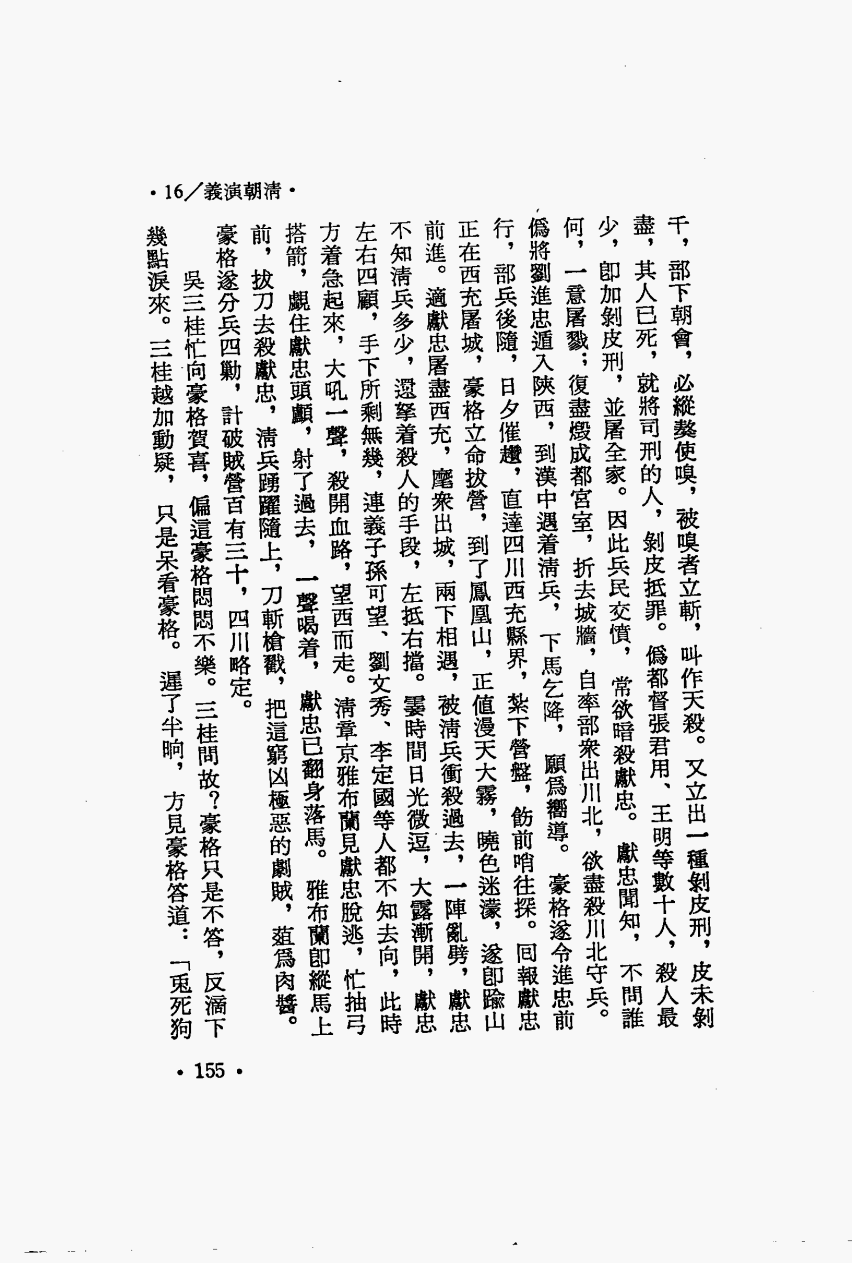 •16/義演朝清•
千，部下朝會，必縱獒使嗅，被嗅者立斬，叫作天殺。又立出一種剝皮刑，皮未剝
盡，其人已死，就將司刑的人，剝皮抵罪。偽都督張君用、王明等數十人，殺人最
少，卽加剝皮刑，並屠全家。因此兵民交憤，常欲暗殺獻忠。獻忠聞知，不問誰
何，一意屠戮；復盡燬成都宮室，折去城牆，自率部衆出川北，欲盡殺川北守兵。
偽將劉進忠遁入陝西，到漢中遇着清兵，下馬乞降，願爲嚮導。豪格遂令進忠前
行，部兵後隨，日夕催趲，直達四川西充縣界，紮下營盤，飭前哨往探。囘報獻忠
正在西充屠城，豪格立命拔營，到了鳳凰山，正值漫天大霧，曉色迷濛，遂卽踰山
前進。適獻忠屠盡西充，麾衆出城，兩下相遇，被清兵衝殺過去，一陣亂劈，獻忠
不知清兵多少，還拏着殺人的手段，左抵右擋。霎時間日光微逗，大霧漸開，獻忠
左右四顧，手下所剩無幾，連義子孫可望、劉文秀、李定國等人都不知去向，此時
方着急起來，大吼一聲，殺開血路，望西而走。清章京雅布蘭見獻忠脫逃，忙抽弓
搭箭，覷住獻忠頭顱，射了過去，一聲喝着，獻忠已翻身落馬。雅布蘭卽縱馬上
前，拔刀去殺獻忠，清兵踴躍隨上，刀斬槍戳，把這窮凶極惡的劇賊，葅爲肉醬。
豪格遂分兵四勦，計破賊營百有三十，四川略定。
吳三桂忙向豪格賀喜，偏這豪格悶悶不樂。三桂問故？豪格只是不答，反滴下
幾點淚來。三桂越加動疑，只是呆看豪格。遲了半晌，方見豪格答道：「兎死狗
•155•